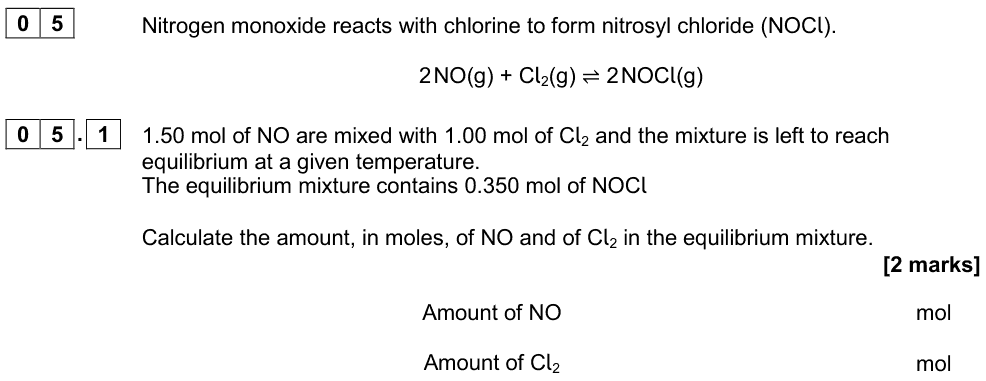 0 5 Nitrogen monoxide reacts with chlorine to form nitrosyl chloride (NOCl).
2NO(g) + Cl₂(g) ⇌ 2NOCl(g)
0 5 . 1 1.50 mol of NO are mixed with 1.00 mol of Cl₂ and the mixture is left to reach
equilibrium at a given temperature.
The equilibrium mixture contains 0.350 mol of NOCl
Calculate the amount, in moles, of NO and of Cl₂ in the equilibrium mixture.
[2 marks]
Amount of NO mol
Amount of Cl₂ mol